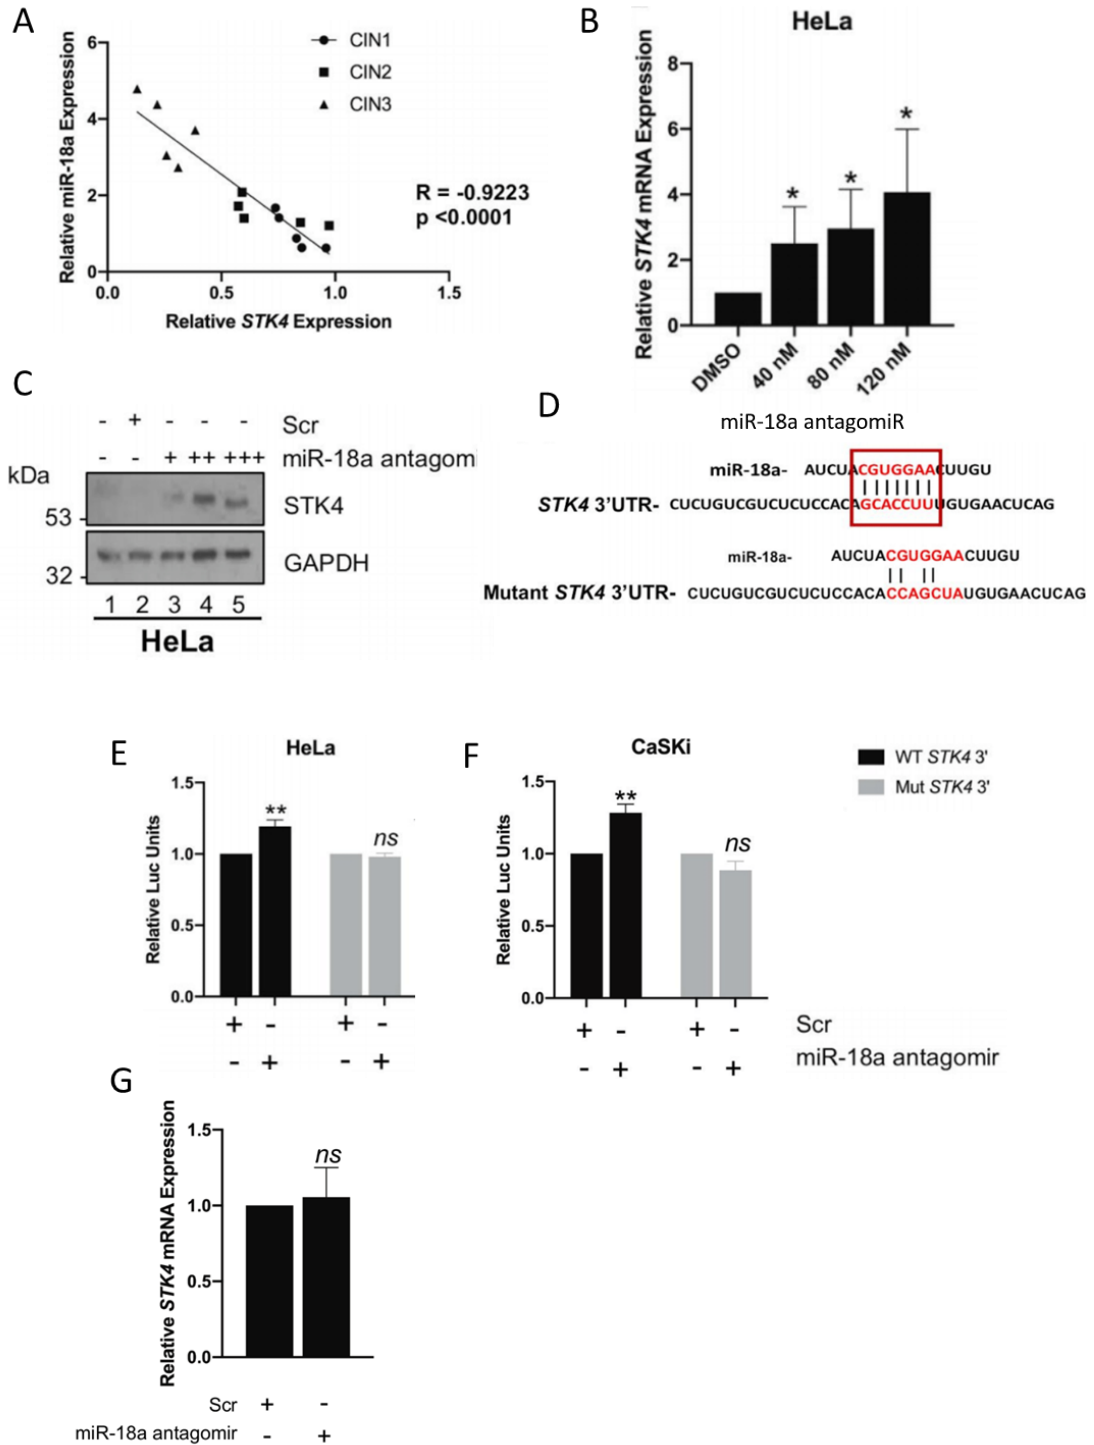 A
Relative miR-18a Expression
6
4
2
0
0.0
0.5
1.0
1.5
Relative STK4 Expression
CIN1
CIN2
CIN3
R = -0.9223
p <0.0001
B
HeLa
Relative STK4 mRNA Expression
8
6
4
2
0
*
*
*
DMSO
40 nM
80 nM
120 nM
miR-18a antagomiR
C
- + - - - Scr
- - + ++ +++ miR-18a antagomi
kDa
53
32
STK4
GAPDH
1 2 3 4 5
HeLa
D
miR-18a- AUCUACGUGGAACUUGU
STK4 3'UTR- CUCUGUCGUCUCUCCACAGCACCUUUGUGAACUCAG
miR-18a- AUCUACGUGGAACUUGU
Mutant STK4 3'UTR- CUCUGUCGUCUCUCCACACCAGCUAUGUGAACUCAG
E
HeLa
Relative Luc Units
1.5
1.0
0.5
0.0
**
ns
+ - + -
- + - +
F
CaSKi
Relative Luc Units
1.5
1.0
0.5
0.0
**
ns
+ - + - Scr
- + - + miR-18a antagomir
WT STK4 3'
Mut STK4 3'
G
Relative STK4 mRNA Expression
1.5
1.0
0.5
0.0
ns
Scr + -
miR-18a antagomir - +